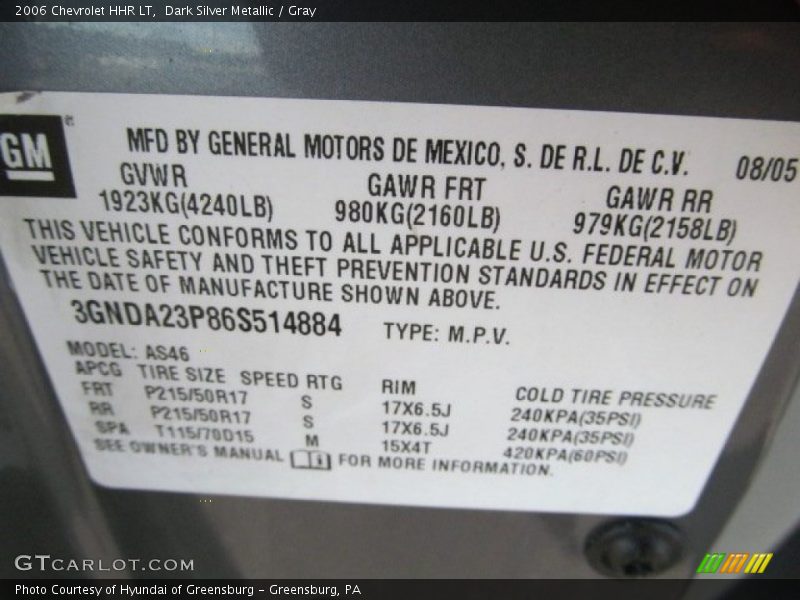 2006 Chevrolet HHR LT, Dark Silver Metallic / Gray
GM
MFD BY GENERAL MOTORS DE MEXICO, S. DE R.L. DE C.V. 08/05
GVWR GAWR FRT GAWR RR
1923KG(4240LB) 980KG(2160LB) 979KG(2158LB)
THIS VEHICLE CONFORMS TO ALL APPLICABLE U.S. FEDERAL MOTOR
VEHICLE SAFETY AND THEFT PREVENTION STANDARDS IN EFFECT ON
THE DATE OF MANUFACTURE SHOWN ABOVE.
3GNDA23P86S514884 TYPE: M.P.V.
MODEL: AS46
APCG TIRE SIZE SPEED RTG RIM COLD TIRE PRESSURE
FRT P215/50R17 S 17X6.5J 240KPA(35PSI)
RR P215/50R17 S 17X6.5J 240KPA(35PSI)
SPA T115/70D15 M 15X4T 420KPA(60PSI)
SEE OWNER'S MANUAL FOR MORE INFORMATION.
GTCARLOT.COM
Photo Courtesy of Hyundai of Greensburg - Greensburg, PA